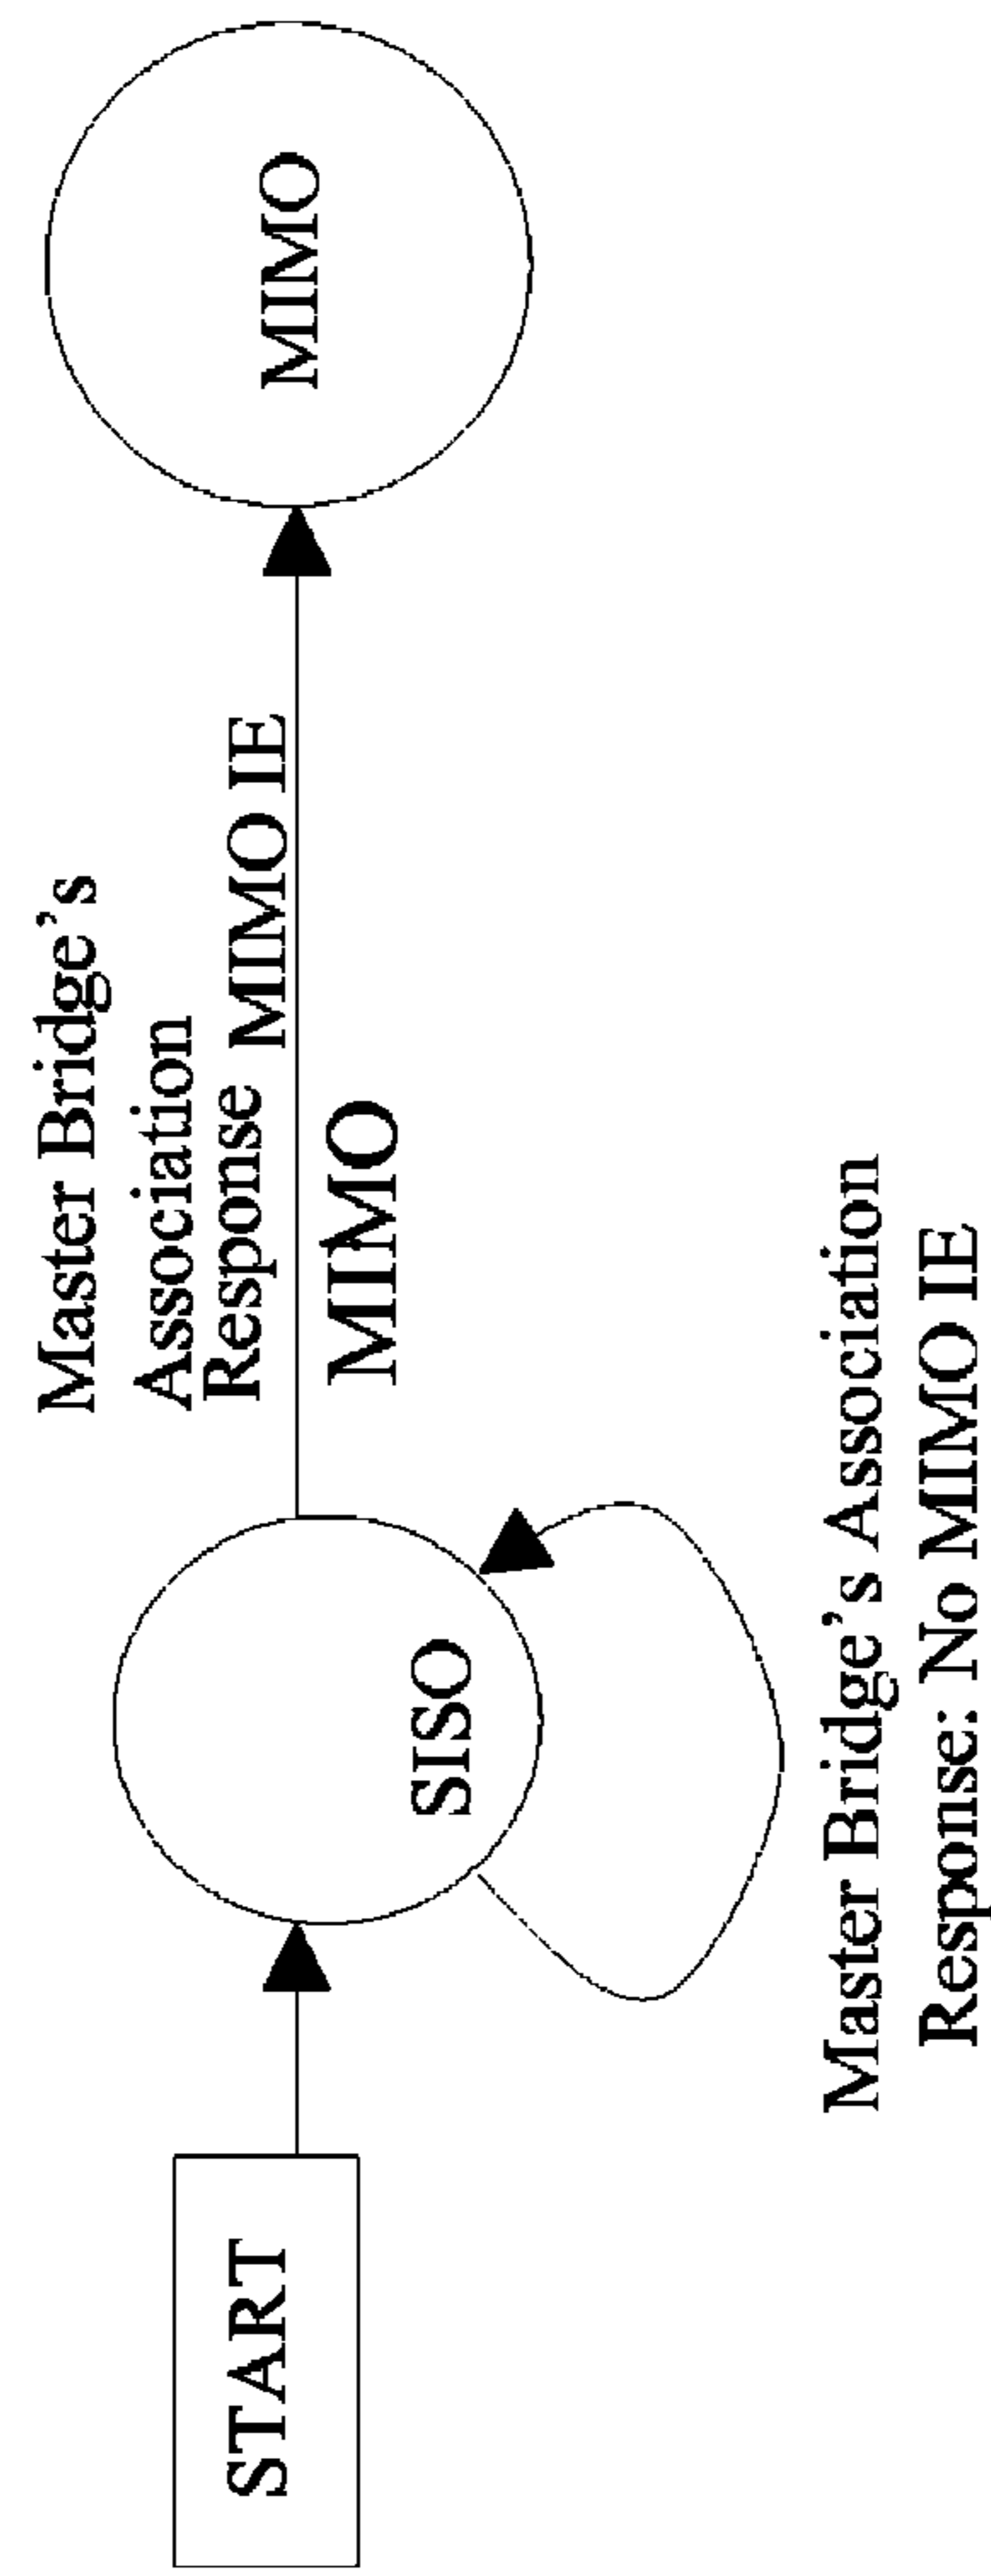 START
SISO
Master Bridge's
Association
Response MIMO IE
MIMO
MIMO
Master Bridge's Association
Response: No MIMO IE